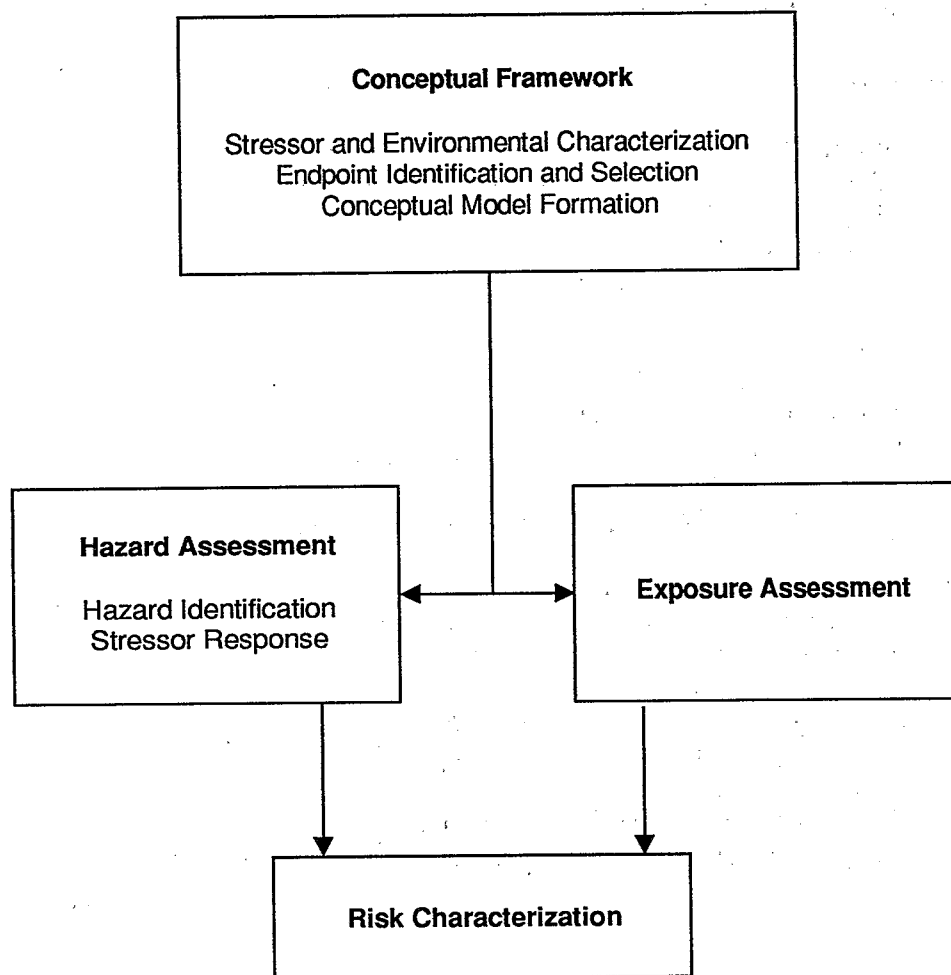 Conceptual Framework
Stressor and Environmental Characterization
Endpoint Identification and Selection
Conceptual Model Formation
Hazard Assessment
Hazard Identification
Stressor Response
Exposure Assessment
Risk Characterization